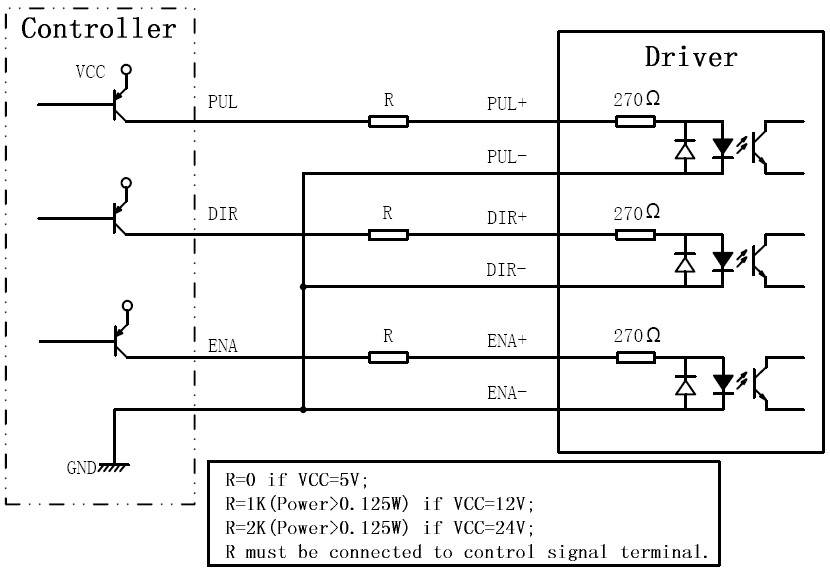 Controller
Driver
VCC
PUL
R
PUL+
270Ω
PUL-
DIR
R
DIR+
270Ω
DIR-
ENA
R
ENA+
270Ω
ENA-
GND
R=0 if VCC=5V;
R=1K(Power>0.125W) if VCC=12V;
R=2K(Power>0.125W) if VCC=24V;
R must be connected to control signal terminal.